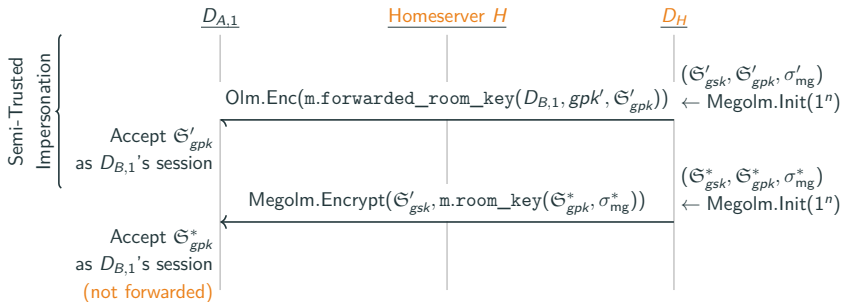 D_{A,1}
Homeserver H
D_H
Semi-Trusted
Impersonation
(𝔖′_{gsk}, 𝔖′_{gpk}, σ′_{mg})
← Megolm.Init(1^n)
Olm.Enc(m.forwarded_room_key(D_{B,1}, gpk′, 𝔖′_{gpk}))
Accept 𝔖′_{gpk}
as D_{B,1}'s session
(𝔖*_{gsk}, 𝔖*_{gpk}, σ*_{mg})
← Megolm.Init(1^n)
Megolm.Encrypt(𝔖′_{gsk}, m.room_key(𝔖*_{gpk}, σ*_{mg}))
Accept 𝔖*_{gpk}
as D_{B,1}'s session
(not forwarded)